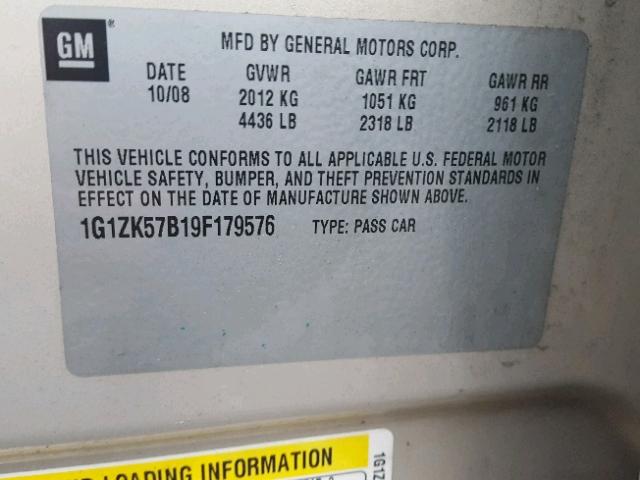 GM
MFD BY GENERAL MOTORS CORP.
DATE GVWR GAWR FRT GAWR RR
10/08 2012 KG 1051 KG 961 KG
4436 LB 2318 LB 2118 LB
THIS VEHICLE CONFORMS TO ALL APPLICABLE U.S. FEDERAL MOTOR
VEHICLE SAFETY, BUMPER, AND THEFT PREVENTION STANDARDS IN
EFFECT ON THE DATE OF MANUFACTURE SHOWN ABOVE.
1G1ZK57B19F179576 TYPE: PASS CAR
LOADING INFORMATION
1G1Z